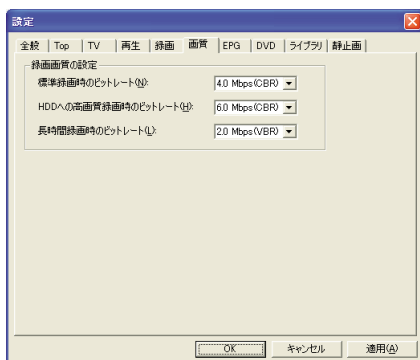 設定
全般 Top TV 再生 録画 画質 EPG DVD ライブラリ 静止画
録画画質の設定
標準録画時のビットレート(N): 4.0 Mbps(CBR)
HDDへの高画質録画時のビットレート(H): 6.0 Mbps(CBR)
長時間録画時のビットレート(L): 2.0 Mbps(VBR)
OK キャンセル 適用(A)